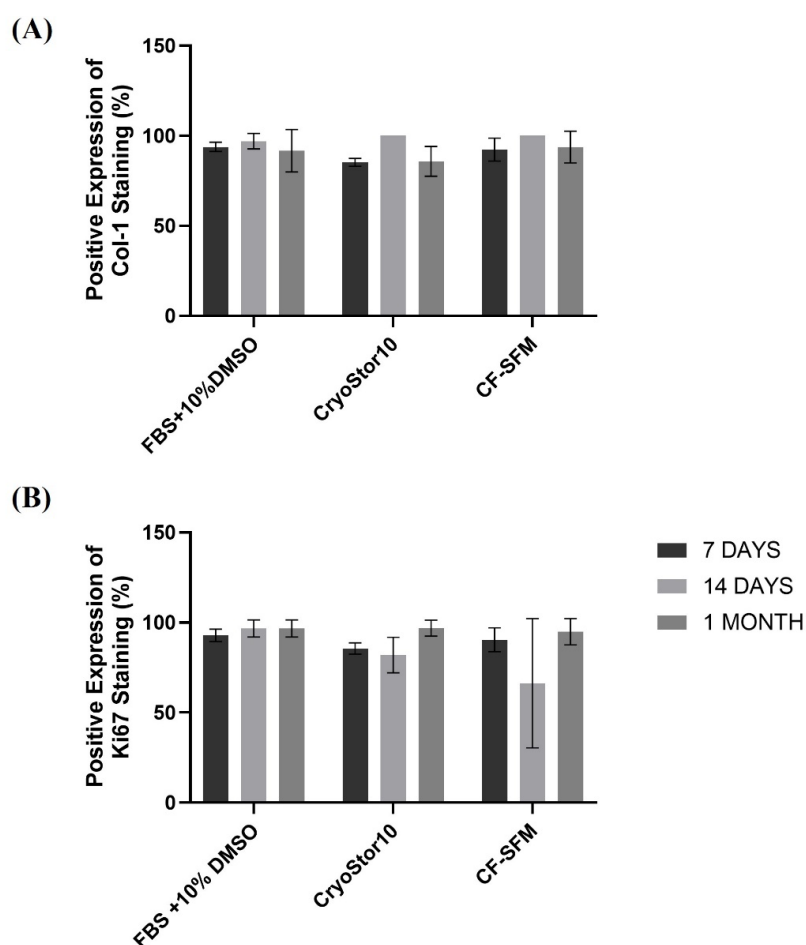 (A)
Positive Expression of
Col-1 Staining (%)
150
100
50
0
FBS+10%DMSO
CryoStor10
CF-SFM
(B)
Positive Expression of
Ki67 Staining (%)
150
100
50
0
FBS +10% DMSO
CryoStor10
CF-SFM
7 DAYS
14 DAYS
1 MONTH